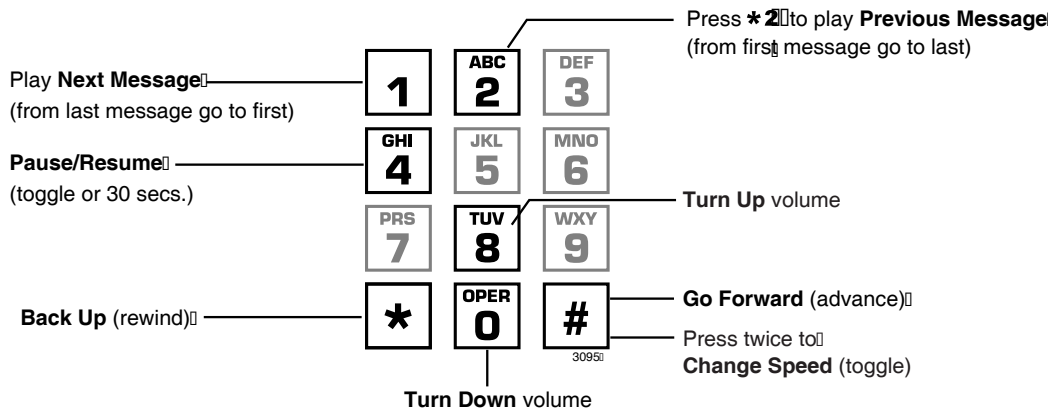 Press *2 to play Previous Message
(from first message go to last)
Play Next Message
(from last message go to first)
1
ABC
2
DEF
3
Pause/Resume
(toggle or 30 secs.)
GHI
4
JKL
5
MNO
6
Turn Up volume
PRS
7
TUV
8
WXY
9
Back Up (rewind)
*
OPER
0
#
3095
Go Forward (advance)
Press twice to
Change Speed (toggle)
Turn Down volume